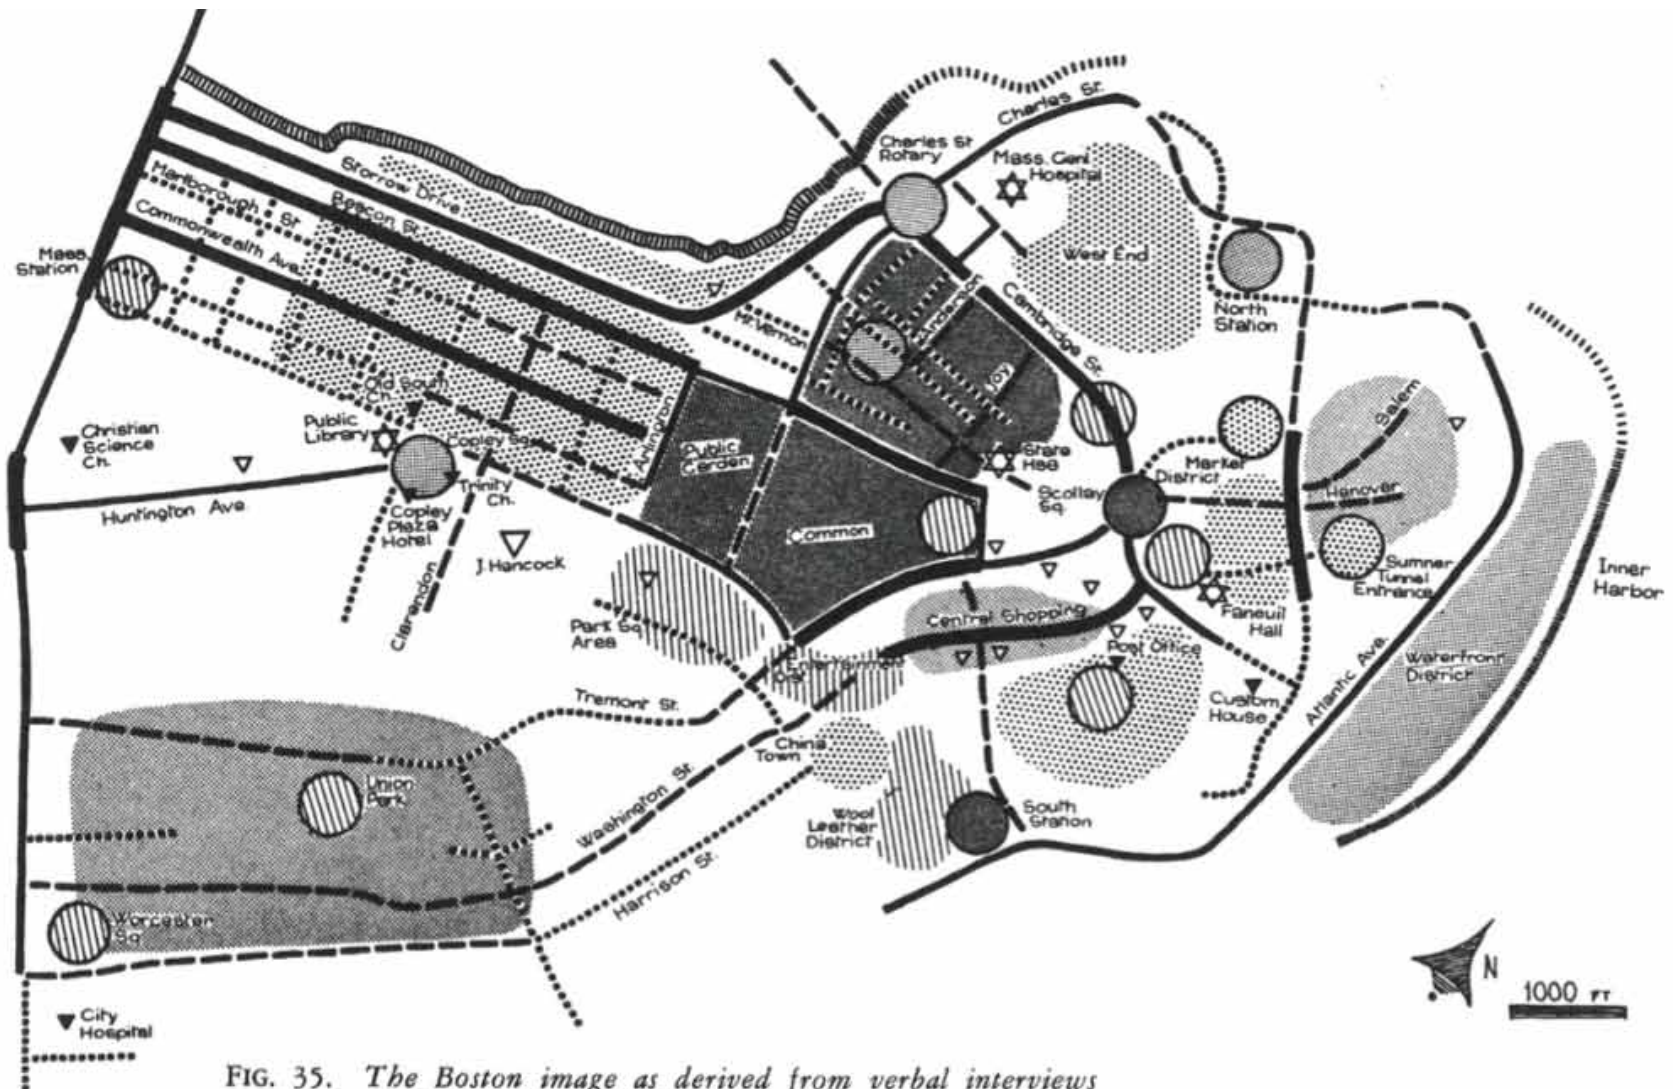 Charles St.
Charles St
Rotary
Mass. Genl
Hospital
Storrow Drive
Beacon St.
Marlborough St
Commonwealth Ave.
Mass.
Station
West End
North
Station
Anderson
Cambridge St.
Mt. Vernon
Joy
Salem
Old South
Ch.
Public
Library
Copley Sq.
Arlington
Public
Garden
State
Hse
Scollay
Sq.
Market
District
Hanover
Christian
Science
Ch.
Huntington Ave.
Trinity
Ch.
Copley
Plaza
Hotel
J. Hancock
Clarendon
Common
Sumner
Tunnel
Entrance
Inner
Harbor
Faneuil
Hall
Central Shopping
Park Sq.
Area
Post Office
Entertainment
Dist.
Waterfront
District
Atlantic Ave.
Custom
House
Tremont St.
China
Town
Washington St.
Union
Park
Wool
Leather
District
South
Station
Harrison St.
Worcester
Sq
City
Hospital
N
1000 FT
FIG. 35. The Boston image as derived from verbal interviews